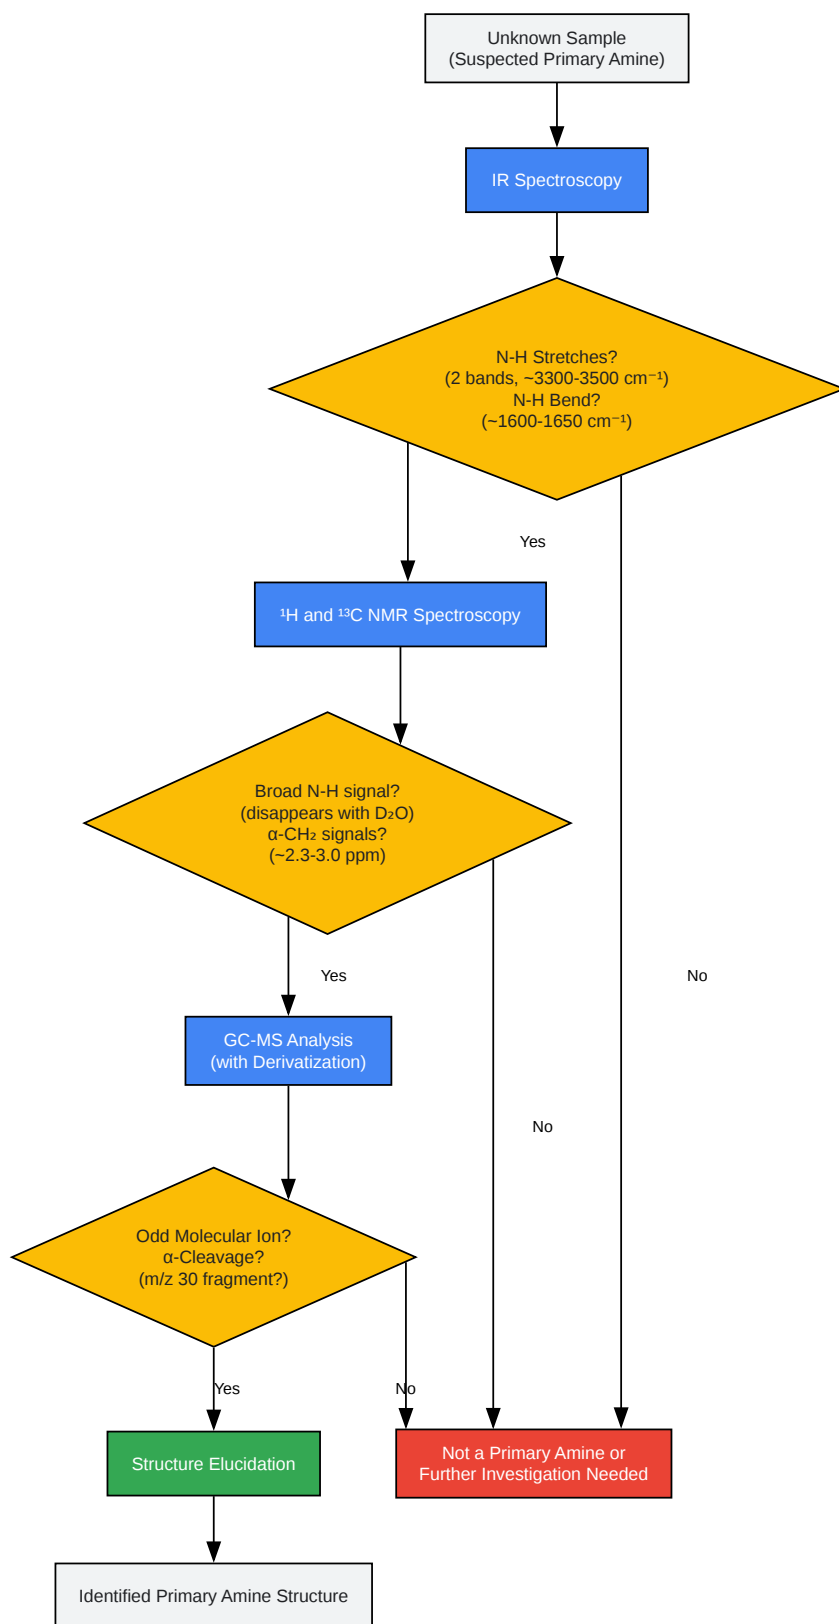 Unknown Sample
(Suspected Primary Amine)
IR Spectroscopy
N-H Stretches?
(2 bands, ~3300-3500 cm⁻¹)
N-H Bend?
(~1600-1650 cm⁻¹)
Yes
¹H and ¹³C NMR Spectroscopy
Broad N-H signal?
(disappears with D₂O)
α-CH₂ signals?
(~2.3-3.0 ppm)
Yes
No
GC-MS Analysis
(with Derivatization)
No
Odd Molecular Ion?
α-Cleavage?
(m/z 30 fragment?)
Yes
No
Structure Elucidation
Not a Primary Amine or
Further Investigation Needed
Identified Primary Amine Structure